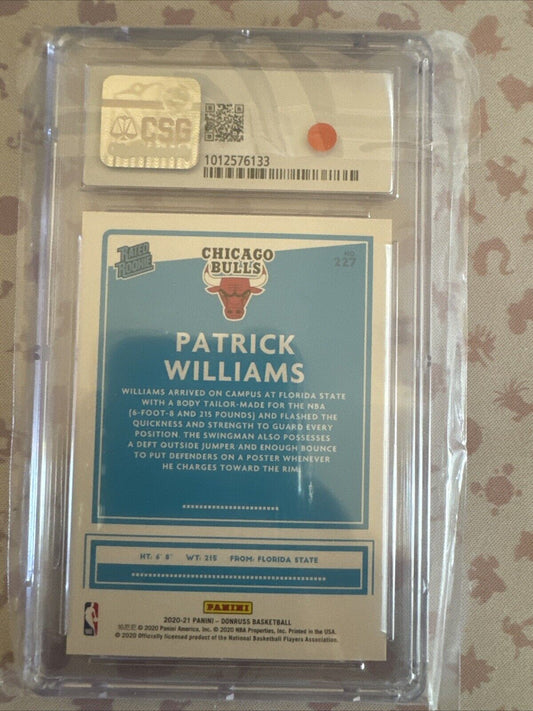 CSG
1012576133
RATED
ROOKIE
CHICAGO
BULLS
NO.
227
PATRICK
WILLIAMS
WILLIAMS ARRIVED ON CAMPUS AT FLORIDA STATE
WITH A BODY TAILOR-MADE FOR THE NBA
(6-FOOT-8 AND 215 POUNDS) AND FLASHED THE
QUICKNESS AND STRENGTH TO GUARD EVERY
POSITION. THE SWINGMAN ALSO POSSESSES
A DEFT OUTSIDE JUMPER AND ENOUGH BOUNCE
TO PUT DEFENDERS ON A POSTER WHENEVER
HE CHARGES TOWARD THE RIM.
HT: 6' 8" WT: 215 FROM: FLORIDA STATE
PANINI
2020-21 PANINI - DONRUSS BASKETBALL
© 2020 Panini America, Inc. © 2020 NBA Properties, Inc. Printed in the USA.
© 2020 Officially licensed product of the National Basketball Players Association.